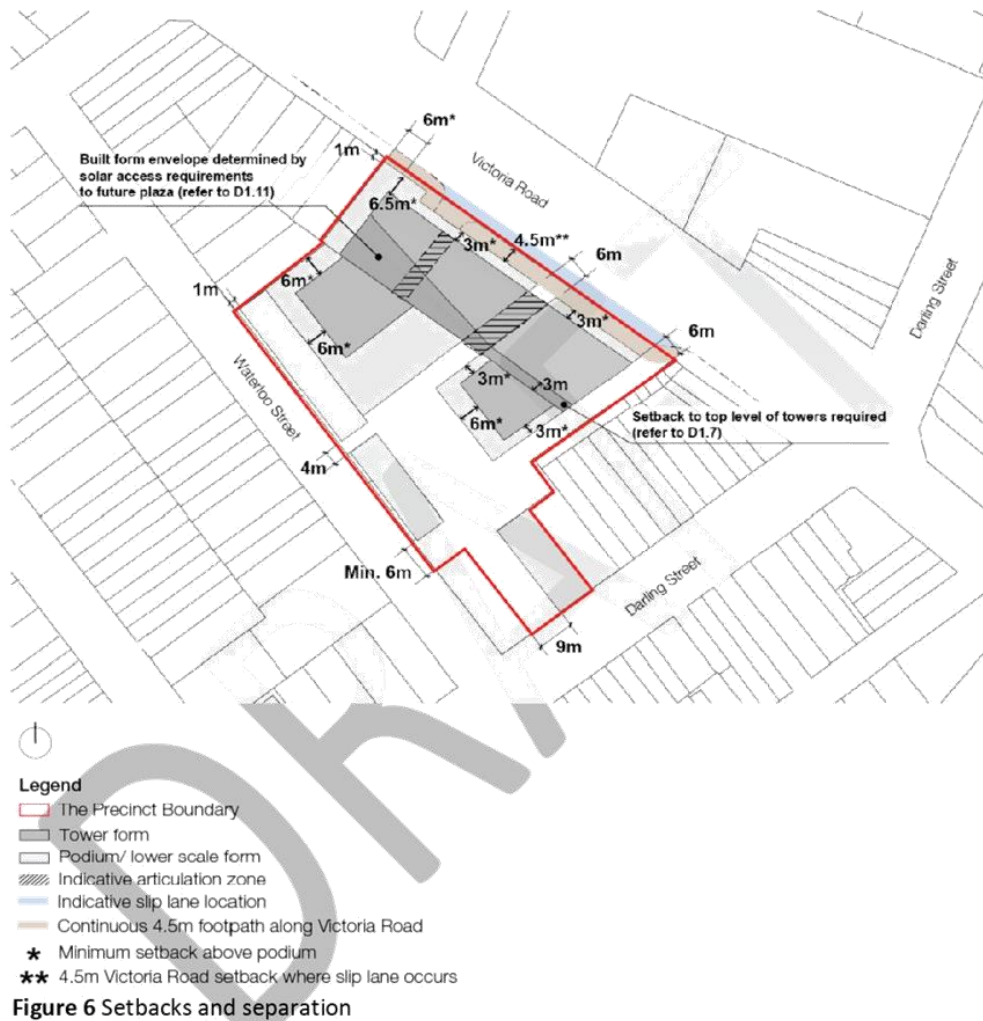 6m*
1m
Victoria Road
Built form envelope determined by
solar access requirements
to future plaza (refer to D1.11)
6.5m*
3m*
4.5m**
6m
6m*
1m
Darling Street
3m*
6m
6m*
3m*
3m
Waterloo Street
6m*
3m*
Setback to top level of towers required
(refer to D1.7)
4m
Min. 6m
Darling Street
9m
DRAFT
Legend
The Precinct Boundary
Tower form
Podium/ lower scale form
Indicative articulation zone
Indicative slip lane location
Continuous 4.5m footpath along Victoria Road
* Minimum setback above podium
** 4.5m Victoria Road setback where slip lane occurs
Figure 6 Setbacks and separation